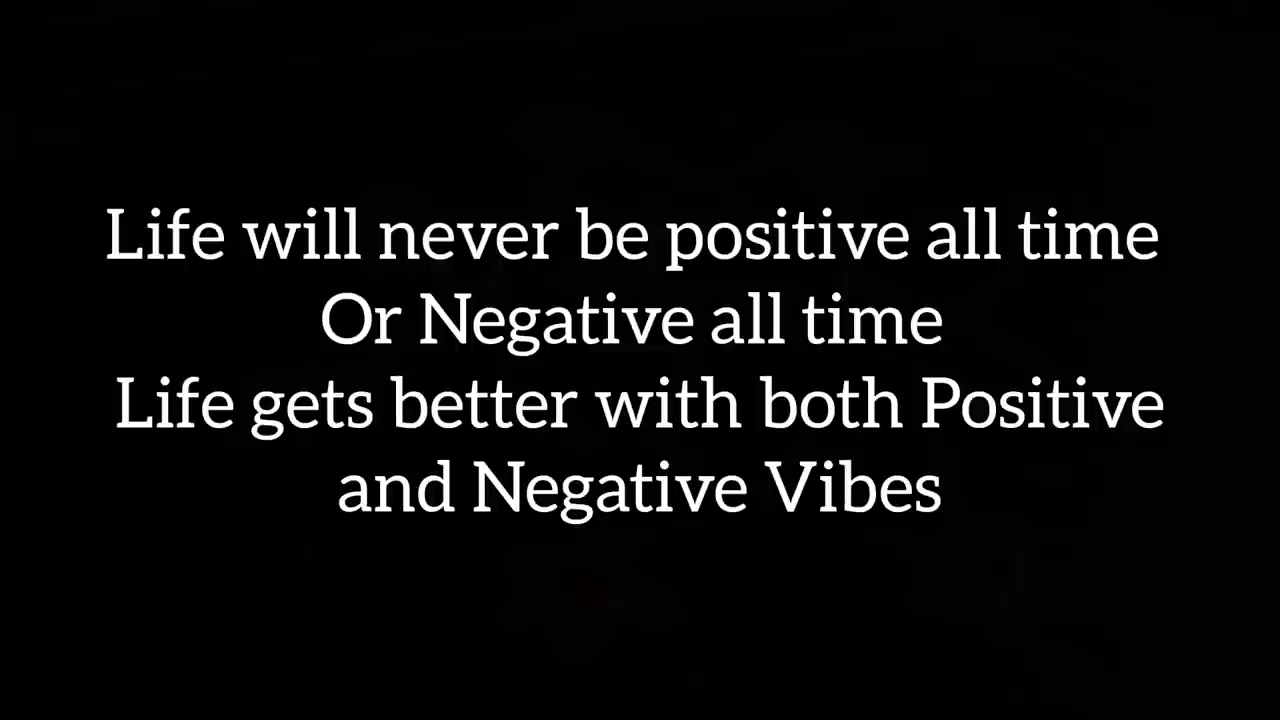 Life will never be positive all time
Or Negative all time
Life gets better with both Positive
and Negative Vibes